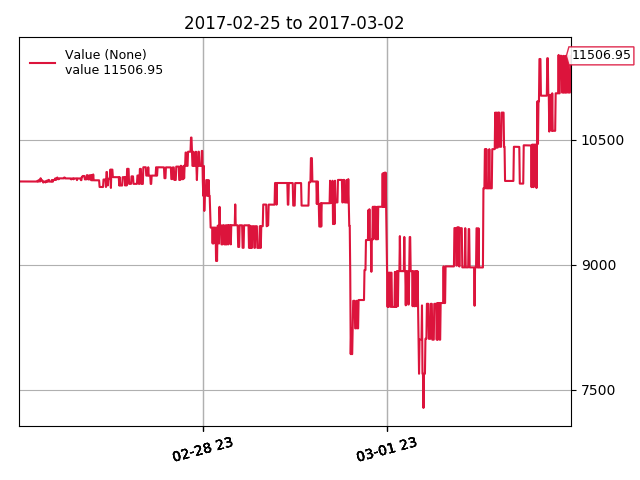 2017-02-25 to 2017-03-02
Value (None)
value 11506.95
11506.95
10500
9000
7500
02-28 23
03-01 23